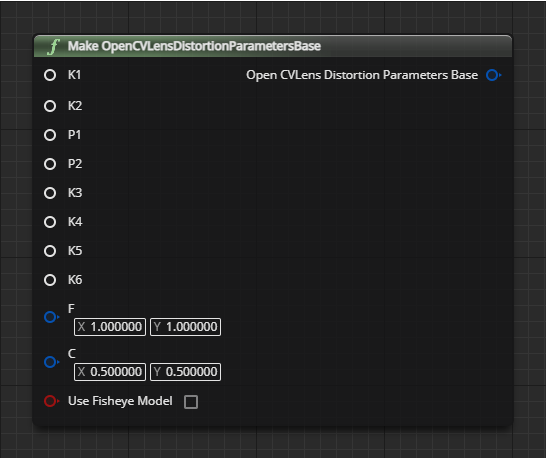 f Make OpenCVLensDistortionParametersBase
K1 Open CVLens Distortion Parameters Base
K2
P1
P2
K3
K4
K5
K6
F
X 1.000000 Y 1.000000
C
X 0.500000 Y 0.500000
Use Fisheye Model